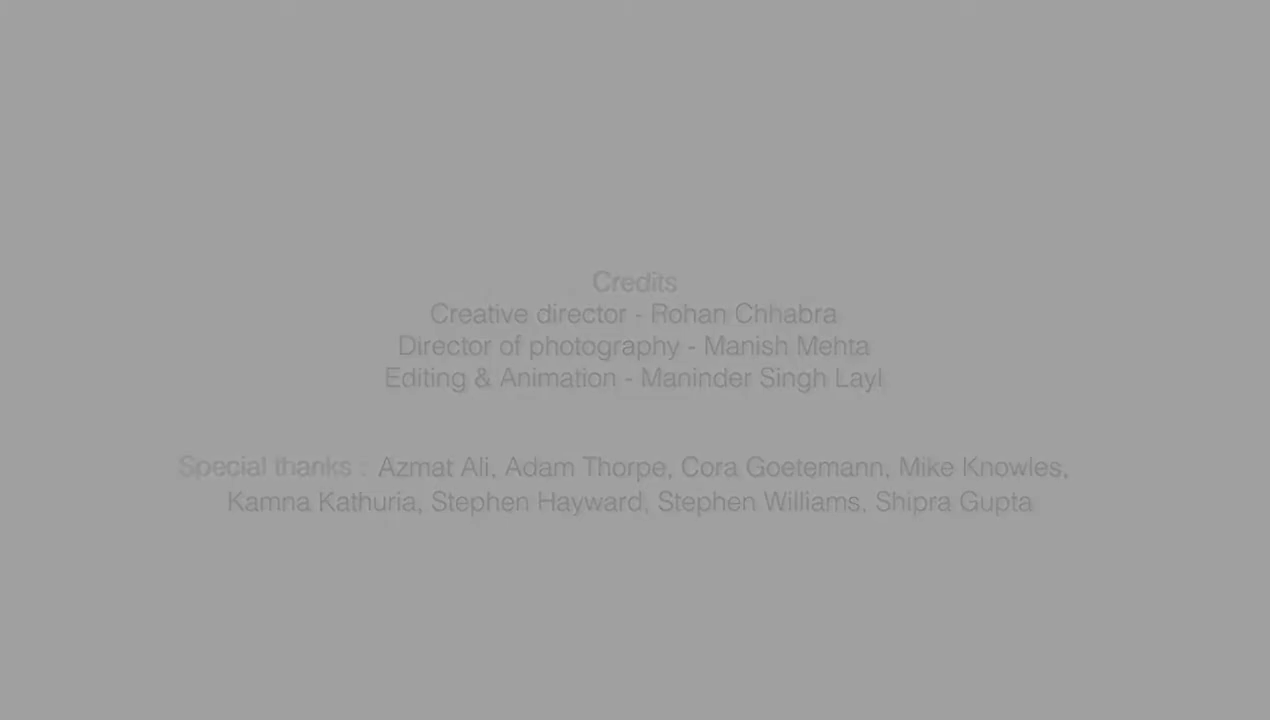 Credits
Creative director - Rohan Chhabra
Director of photography - Manish Mehta
Editing & Animation - Maninder Singh Layl
Special thanks : Azmat Ali, Adam Thorpe, Cora Goetemann, Mike Knowles,
Kamna Kathuria, Stephen Hayward, Stephen Williams, Shipra Gupta